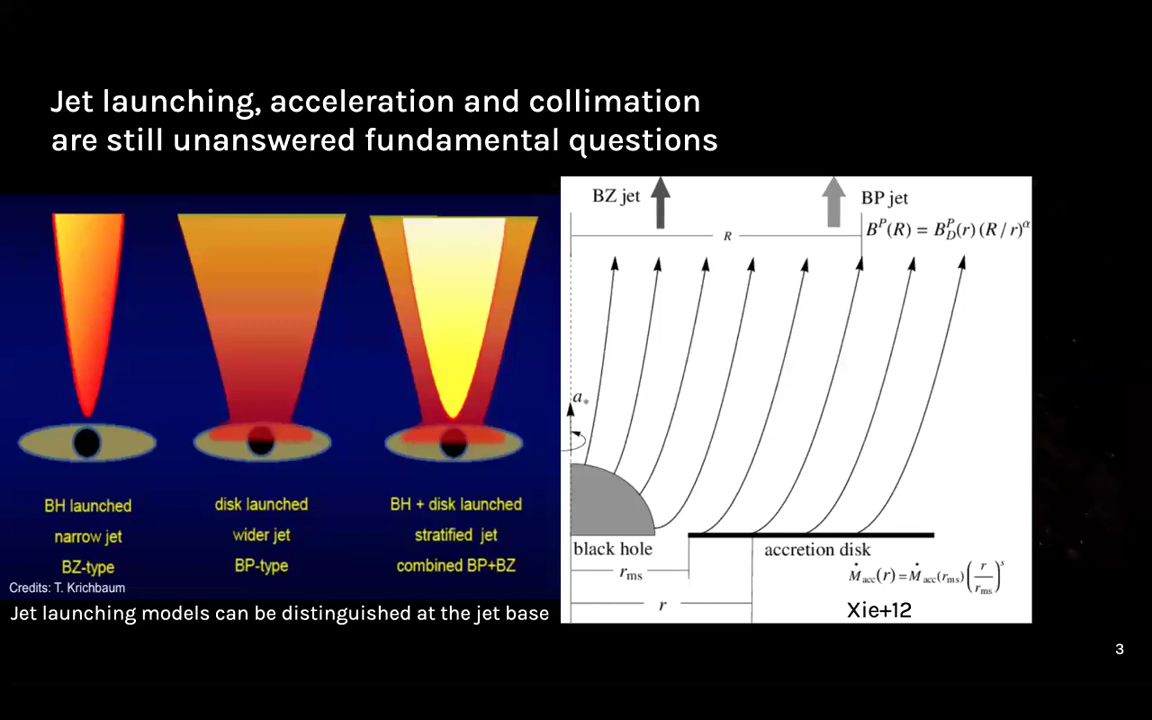 Jet launching, acceleration and collimation
are still unanswered fundamental questions
BH launched
narrow jet
BZ-type
disk launched
wider jet
BP-type
BH + disk launched
stratified jet
combined BP+BZ
Credits: T. Krichbaum
Jet launching models can be distinguished at the jet base
BZ jet
BP jet
B^P(R) = B_D^P(r) (R/r)^α
R
a*
black hole
accretion disk
r_ms
Ṁ_acc(r) = Ṁ_acc(r_ms) (r/r_ms)^s
r
Xie+12
3